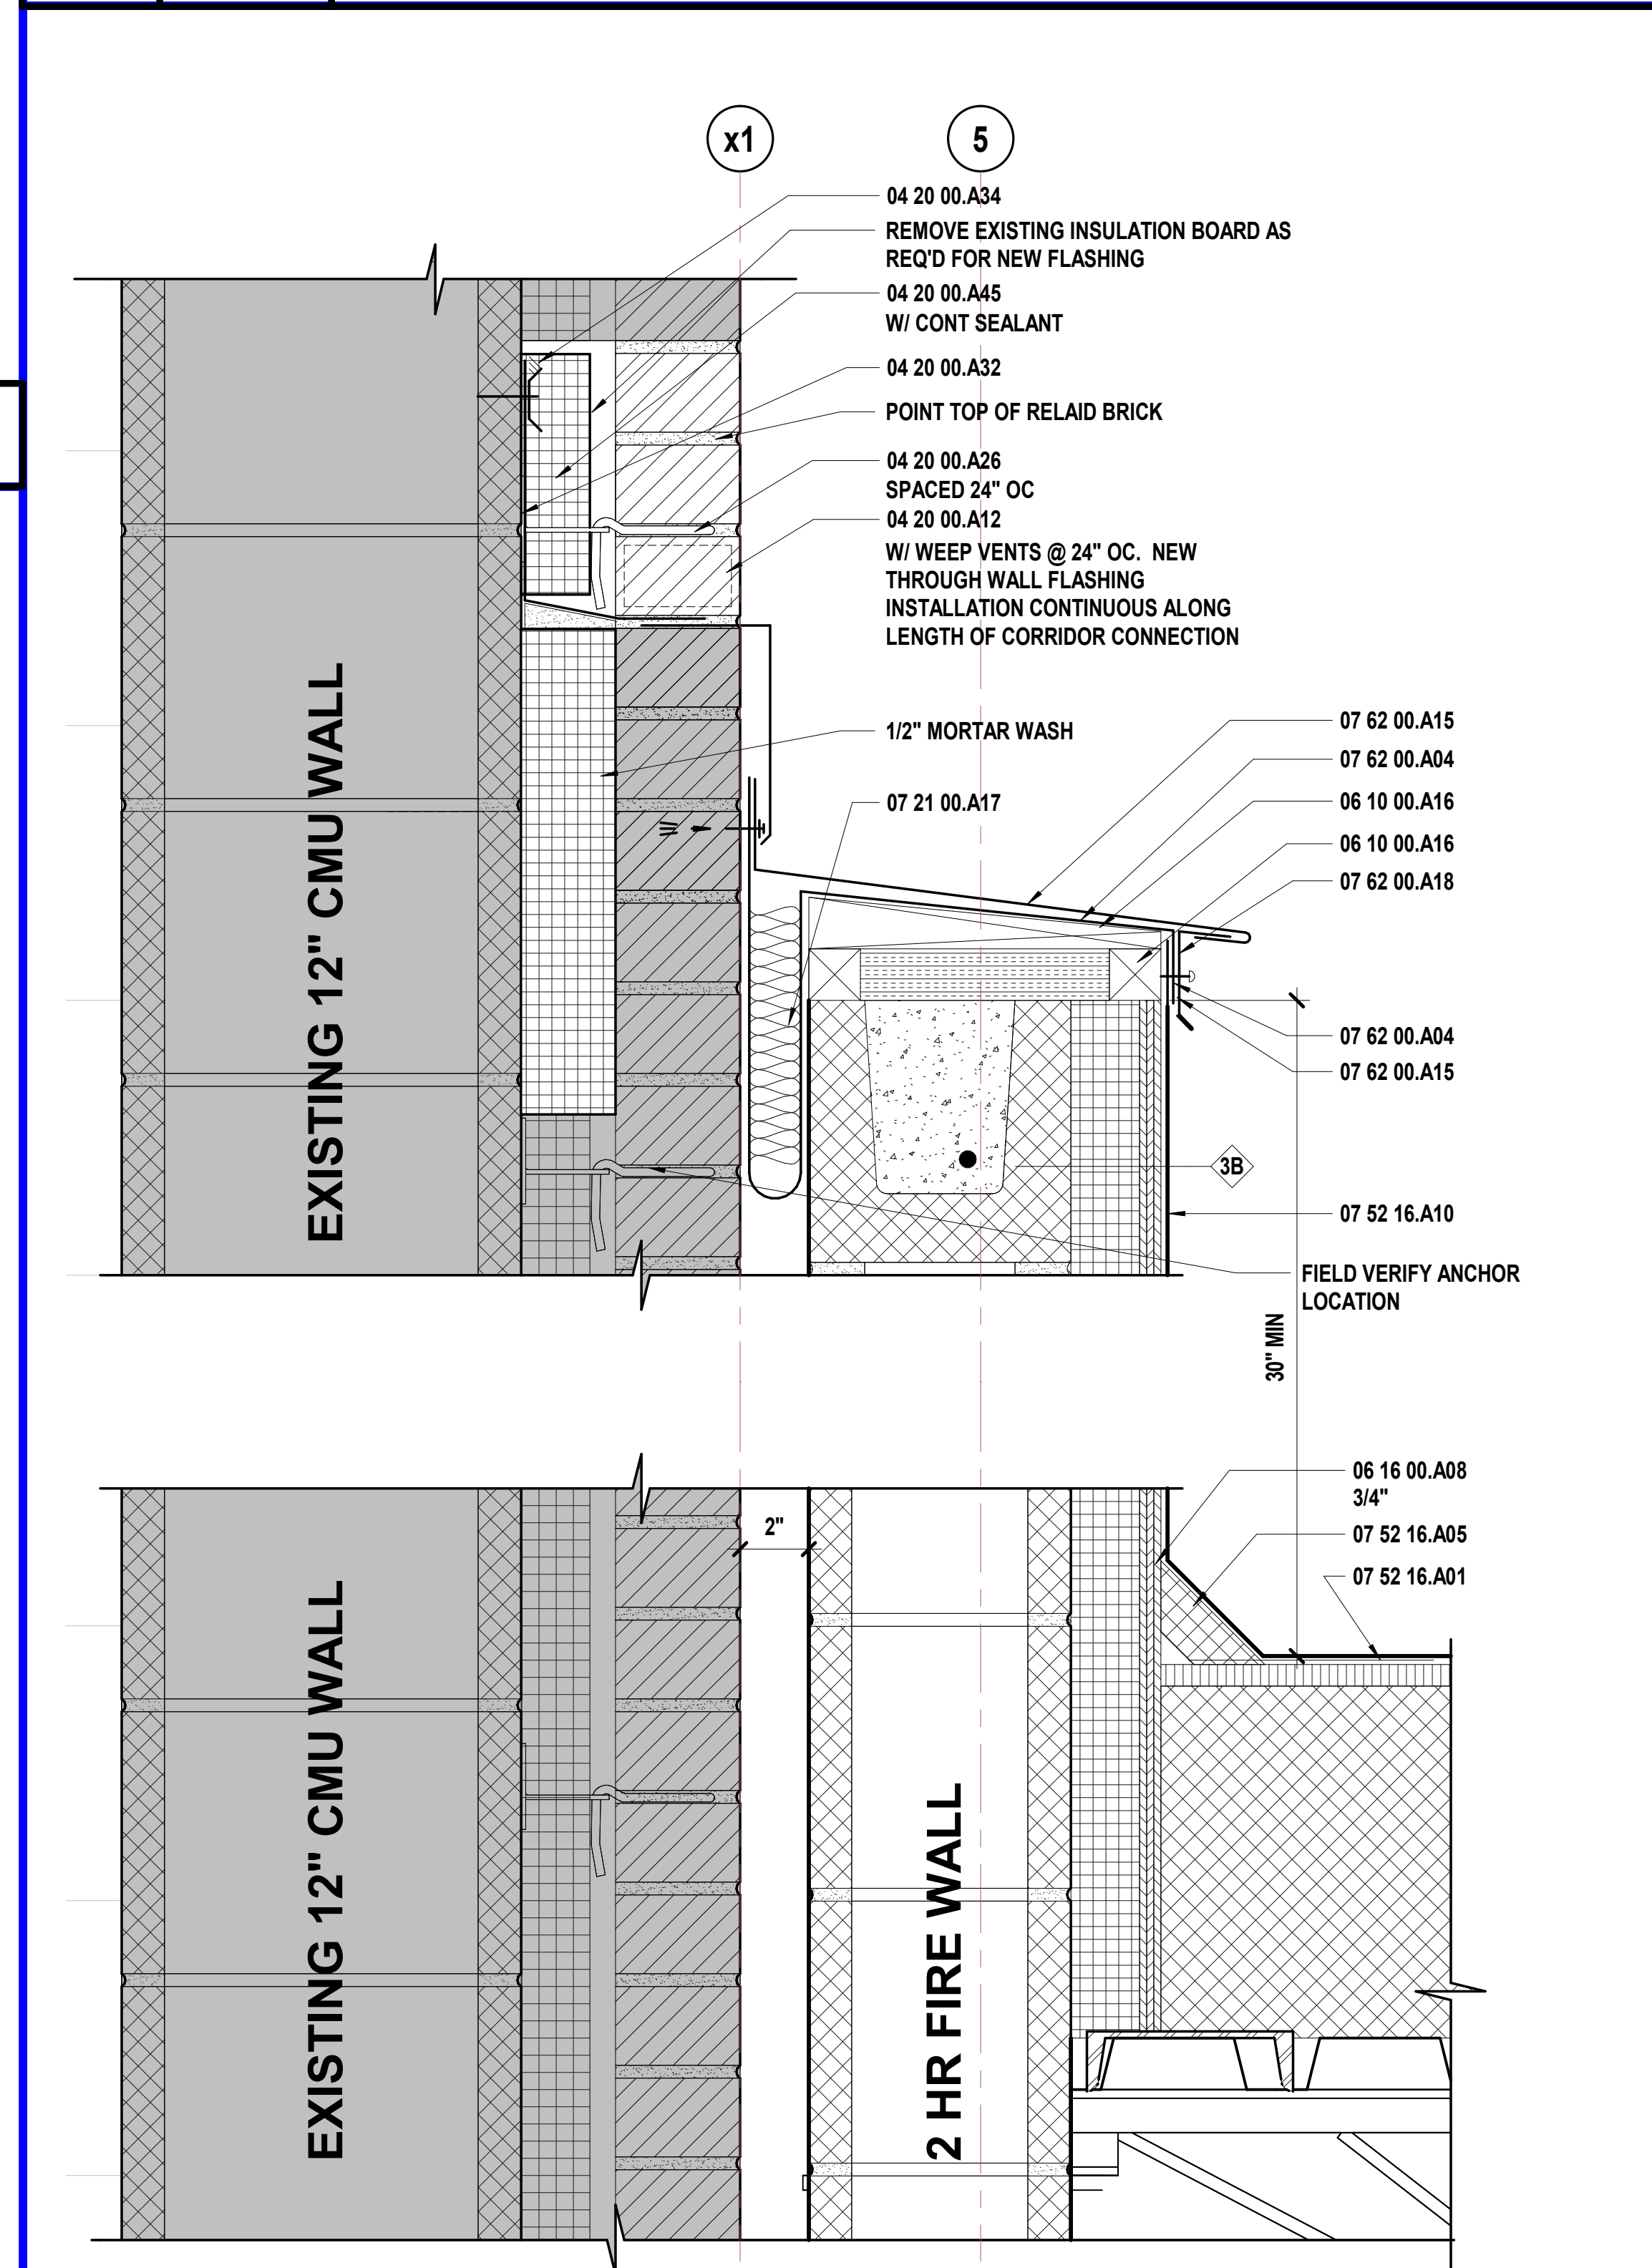 x1
5
04 20 00.A34
REMOVE EXISTING INSULATION BOARD AS
REQ'D FOR NEW FLASHING
04 20 00.A45
W/ CONT SEALANT
04 20 00.A32
POINT TOP OF RELAID BRICK
04 20 00.A26
SPACED 24" OC
04 20 00.A12
W/ WEEP VENTS @ 24" OC. NEW
THROUGH WALL FLASHING
INSTALLATION CONTINUOUS ALONG
LENGTH OF CORRIDOR CONNECTION
1/2" MORTAR WASH
07 21 00.A17
07 62 00.A15
07 62 00.A04
06 10 00.A16
06 10 00.A16
07 62 00.A18
07 62 00.A04
07 62 00.A15
3B
07 52 16.A10
FIELD VERIFY ANCHOR
LOCATION
30" MIN
EXISTING 12" CMU WALL
06 16 00.A08
3/4"
07 52 16.A05
07 52 16.A01
2"
EXISTING 12" CMU WALL
2 HR FIRE WALL